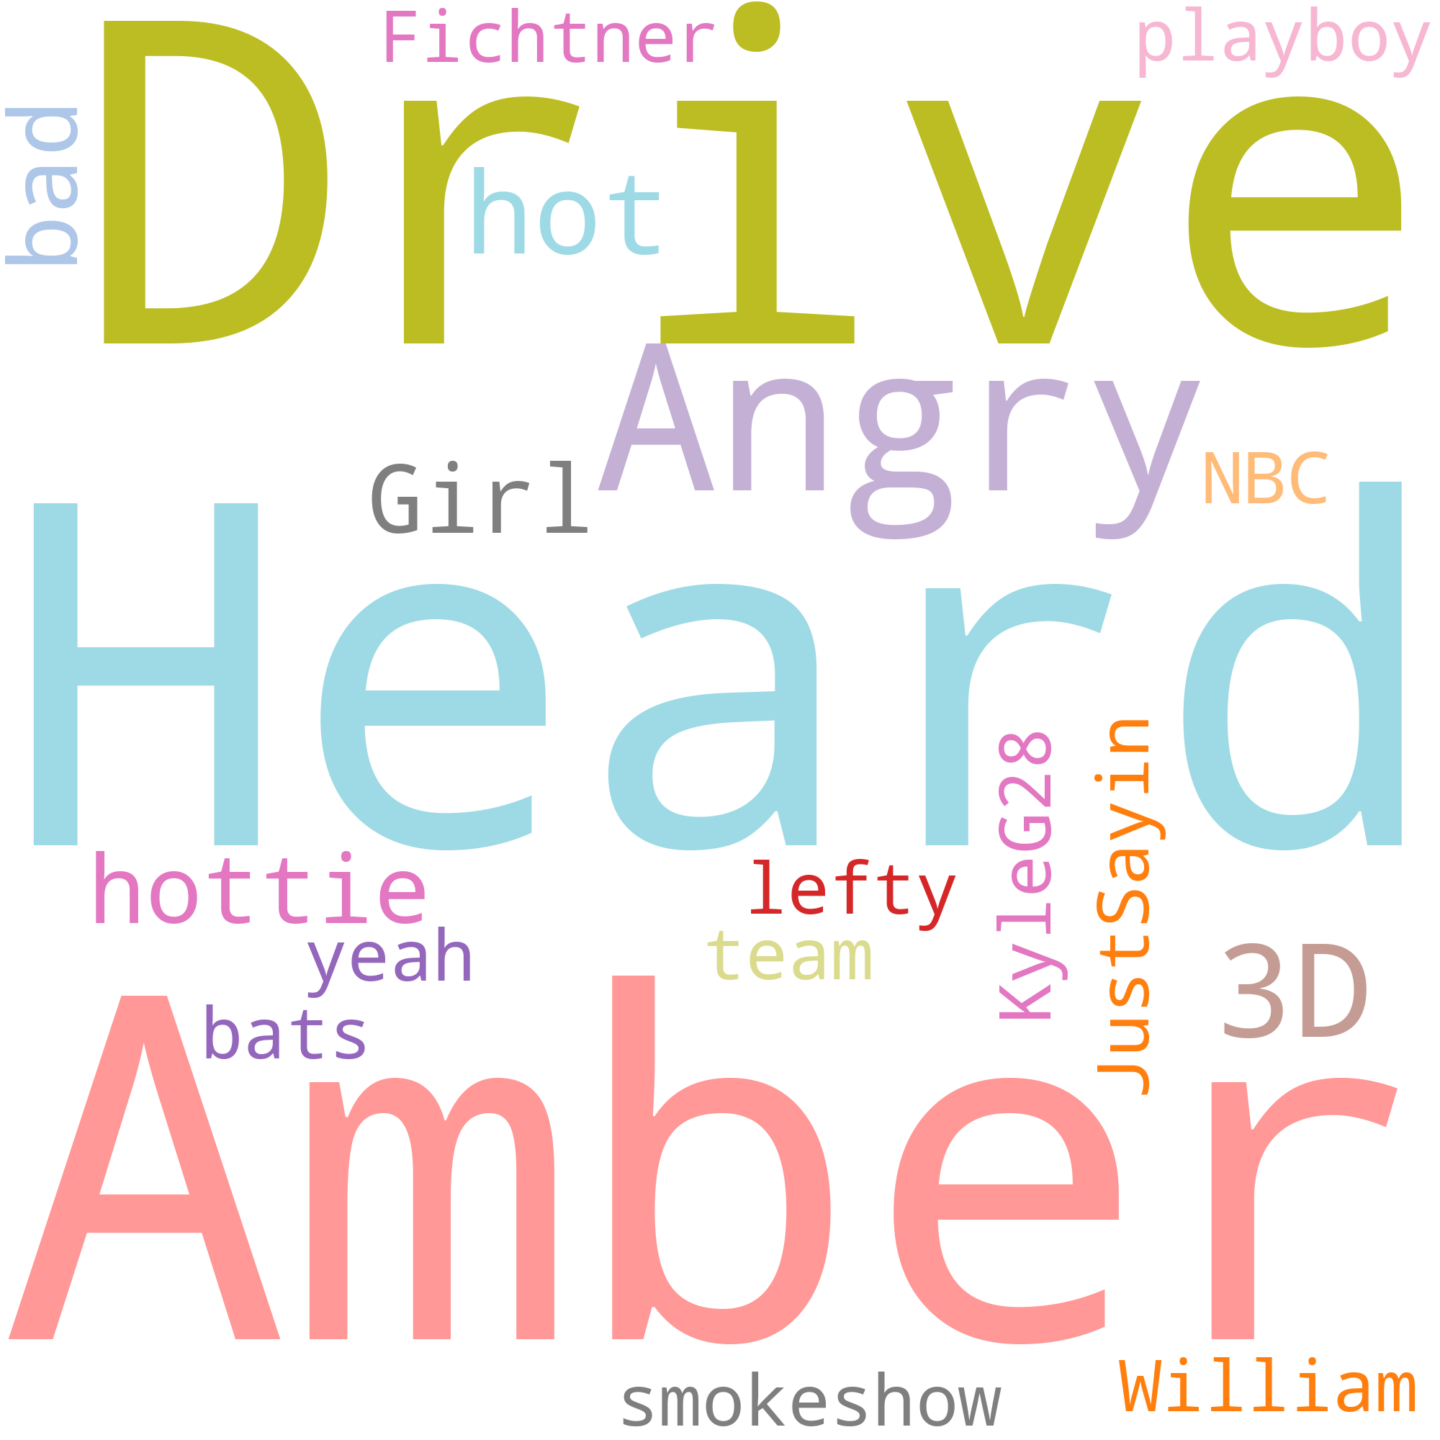 Fichtner
playboy
bad
Drive
hot
Angry
Girl
NBC
Heard
KyleG28
JustSayin
hottie
lefty
yeah
team
3D
bats
Amber
smokeshow
William